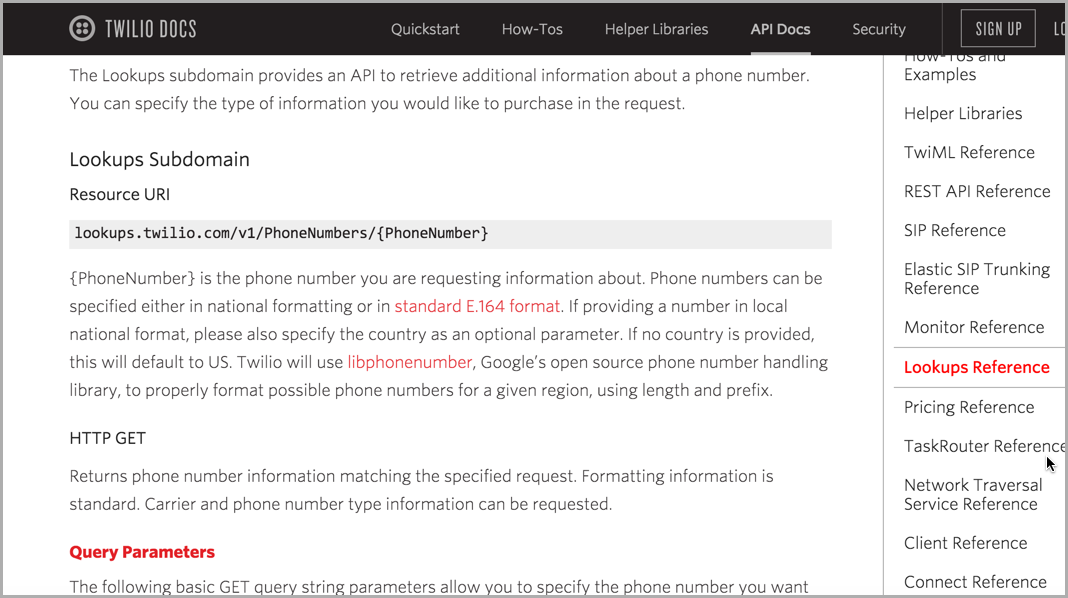 TWILIO DOCS
Quickstart
How-Tos
Helper Libraries
API Docs
Security
SIGN UP
The Lookups subdomain provides an API to retrieve additional information about a phone number.
You can specify the type of information you would like to purchase in the request.
Lookups Subdomain
Resource URI
lookups.twilio.com/v1/PhoneNumbers/{PhoneNumber}
{PhoneNumber} is the phone number you are requesting information about. Phone numbers can be
specified either in national formatting or in standard E.164 format. If providing a number in local
national format, please also specify the country as an optional parameter. If no country is provided,
this will default to US. Twilio will use libphonenumber, Google’s open source phone number handling
library, to properly format possible phone numbers for a given region, using length and prefix.
HTTP GET
Returns phone number information matching the specified request. Formatting information is
standard. Carrier and phone number type information can be requested.
Query Parameters
The following basic GET query string parameters allow you to specify the phone number you want
How-Tos and
Examples
Helper Libraries
TwiML Reference
REST API Reference
SIP Reference
Elastic SIP Trunking
Reference
Monitor Reference
Lookups Reference
Pricing Reference
TaskRouter Reference
Network Traversal
Service Reference
Client Reference
Connect Reference